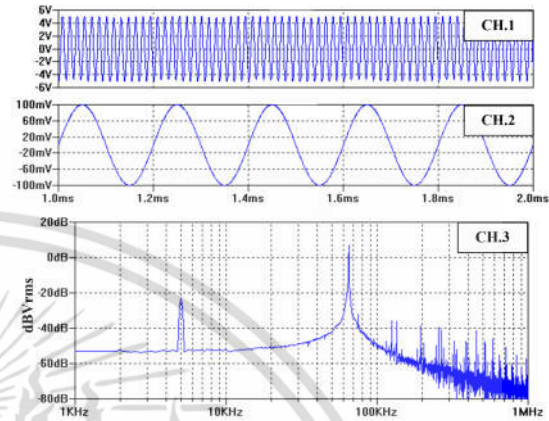 6V
4V
2V
0V
-2V
-4V
-6V
CH.1
100mV
60mV
20mV
-20mV
-60mV
-100mV
CH.2
1.0ms 1.2ms 1.4ms 1.6ms 1.8ms 2.0ms
20dB
0dB
-20dB
-40dB
-60dB
-80dB
dBVrms
CH.3
1KHz 10KHz 100KHz 1MHz